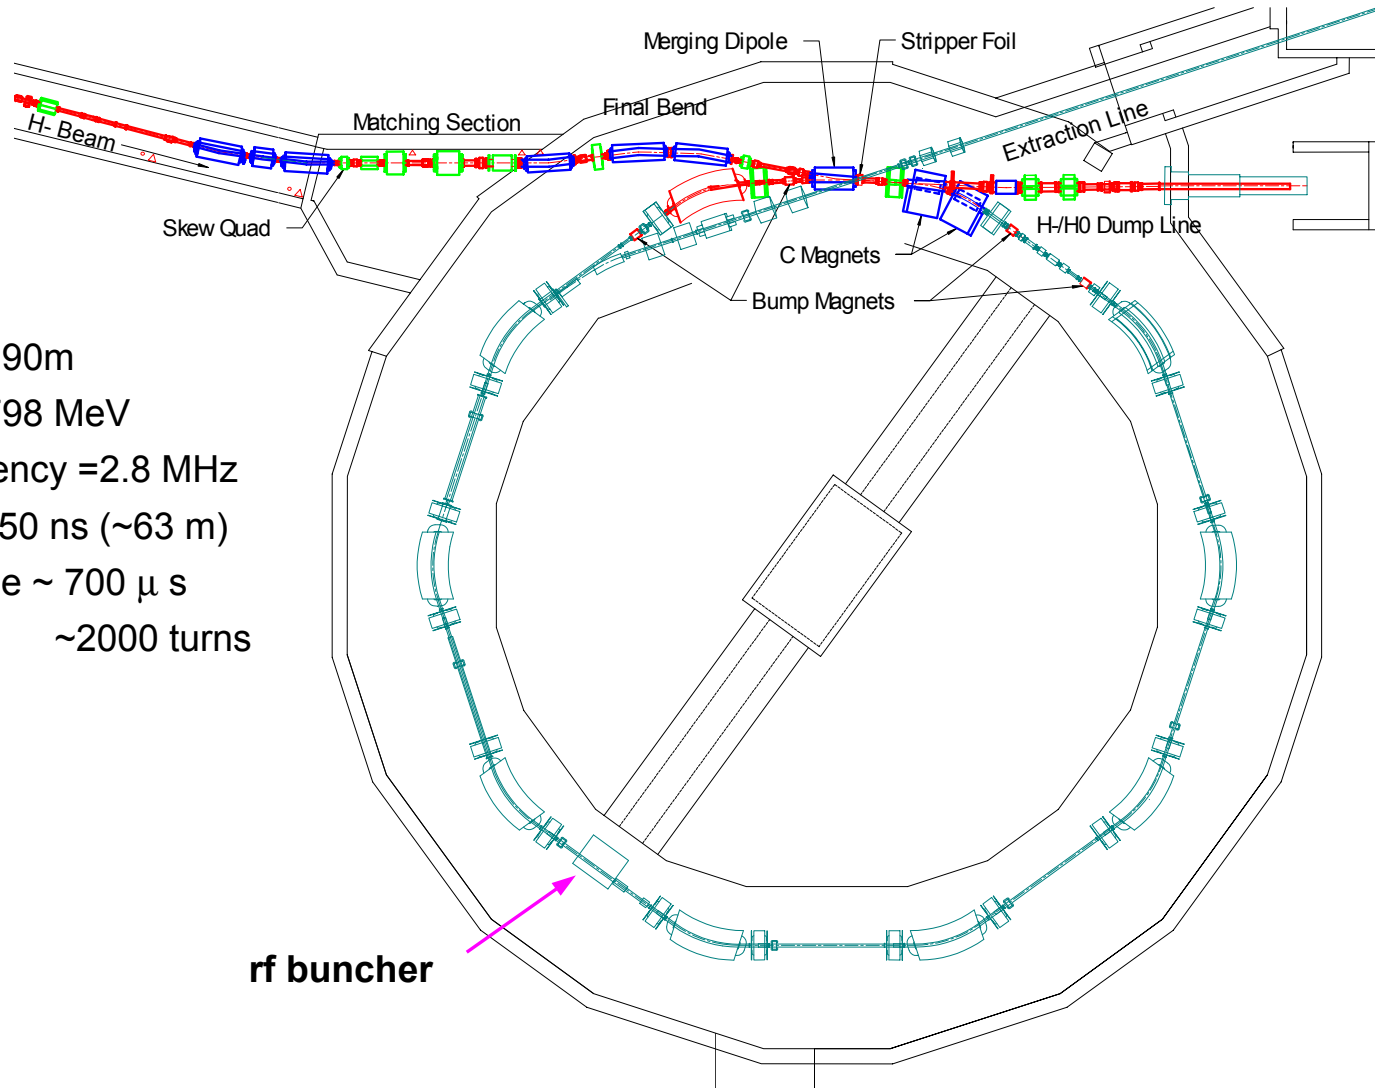 Merging Dipole
Stripper Foil
Final Bend
Matching Section
H- Beam
Extraction Line
Skew Quad
H-/H0 Dump Line
C Magnets
Bump Magnets
90m
798 MeV
ency =2.8 MHz
50 ns (~63 m)
e ~ 700 μ s
~2000 turns
rf buncher